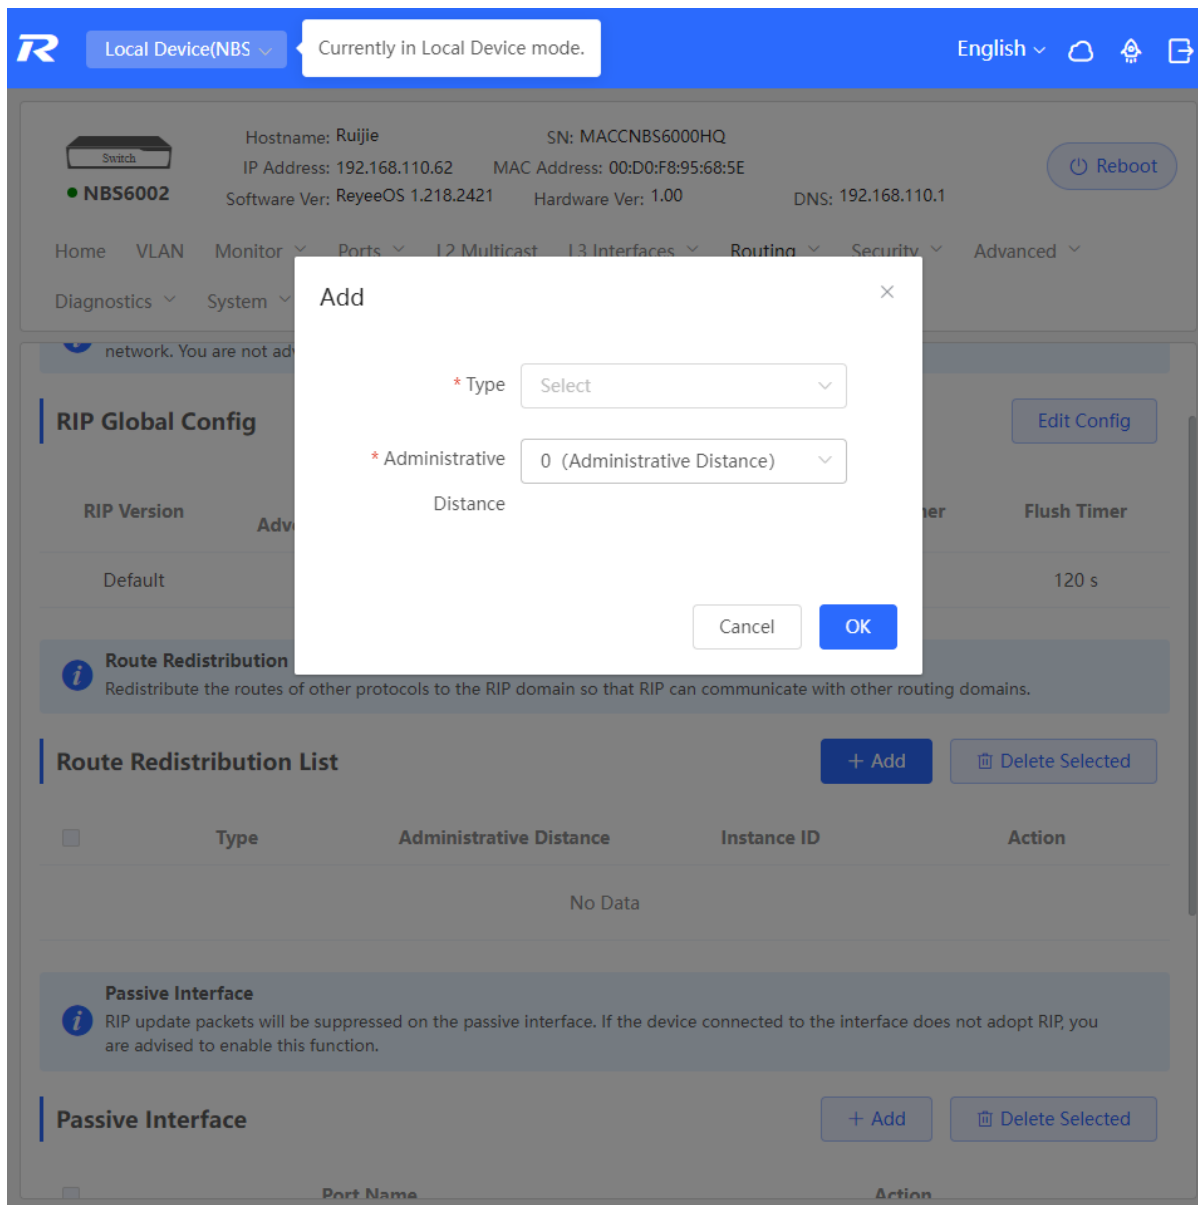 Local Device(NBS
Currently in Local Device mode.
English
Switch
NBS6002
Hostname: Ruijie
SN: MACCNBS6000HQ
IP Address: 192.168.110.62
MAC Address: 00:D0:F8:95:68:5E
Software Ver: ReyeeOS 1.218.2421
Hardware Ver: 1.00
DNS: 192.168.110.1
Reboot
Home VLAN Monitor Ports L2 Multicast L3 Interfaces Routing Security Advanced
Diagnostics System
Add
network. You are not ad
* Type Select
RIP Global Config
Edit Config
* Administrative Distance
0 (Administrative Distance)
RIP Version
Adve
er
Flush Timer
Default
120 s
Cancel OK
Route Redistribution
Redistribute the routes of other protocols to the RIP domain so that RIP can communicate with other routing domains.
Route Redistribution List
+ Add
Delete Selected
Type Administrative Distance Instance ID Action
No Data
Passive Interface
RIP update packets will be suppressed on the passive interface. If the device connected to the interface does not adopt RIP, you
are advised to enable this function.
Passive Interface
+ Add
Delete Selected
Port Name Action